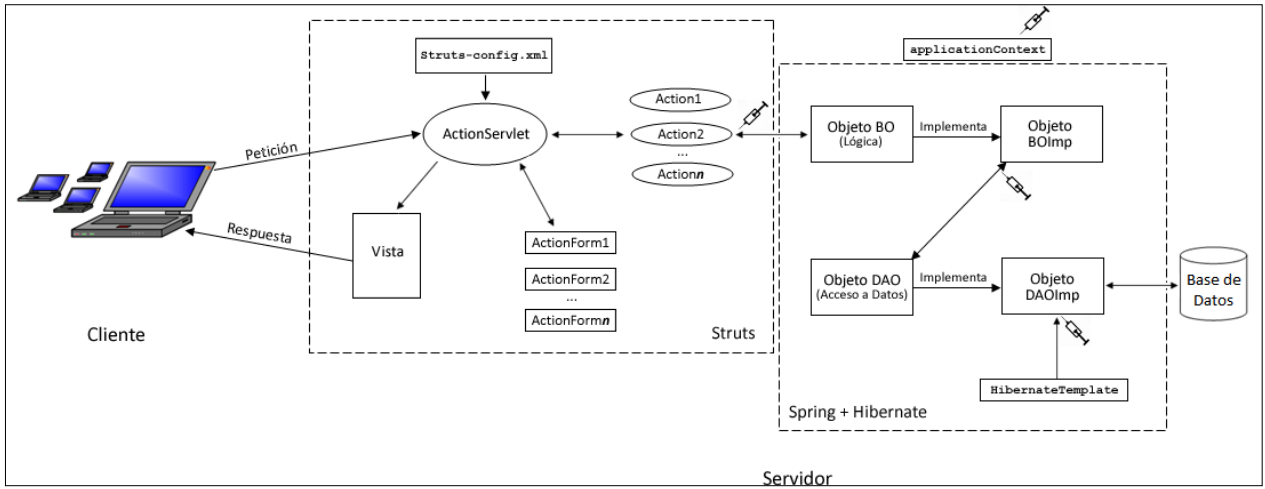 Cliente
Petición
Respuesta
Struts-config.xml
ActionServlet
Vista
ActionForm1
ActionForm2
...
ActionFormn
Action1
Action2
...
Actionn
Struts
applicationContext
Objeto BO
(Lógica)
Implementa
Objeto
BOImp
Objeto DAO
(Acceso a Datos)
Implementa
Objeto
DAOImp
HibernateTemplate
Spring + Hibernate
Base de
Datos
Servidor